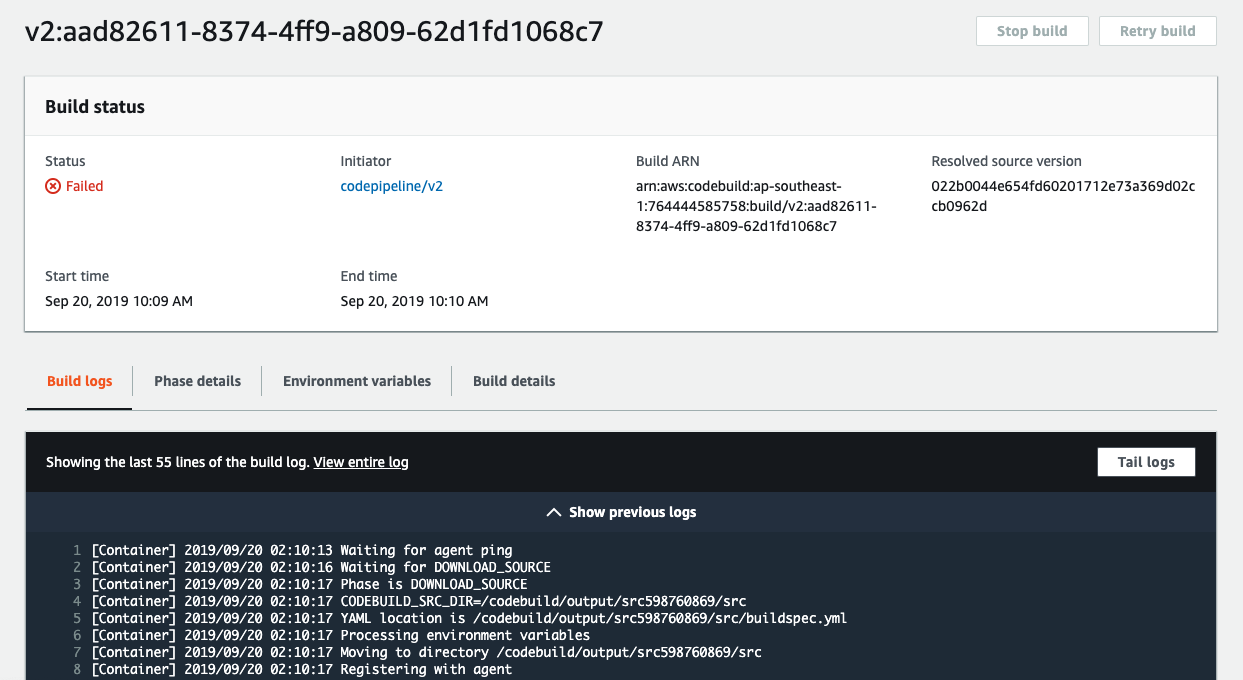 v2:aad82611-8374-4ff9-a809-62d1fd1068c7
Stop build
Retry build
Build status
Status
Failed
Initiator
codepipeline/v2
Build ARN
arn:aws:codebuild:ap-southeast-
1:764444585758:build/v2:aad82611-
8374-4ff9-a809-62d1fd1068c7
Resolved source version
022b0044e654fd60201712e73a369d02c
cb0962d
Start time
Sep 20, 2019 10:09 AM
End time
Sep 20, 2019 10:10 AM
Build logs
Phase details
Environment variables
Build details
Showing the last 55 lines of the build log. View entire log
Tail logs
Show previous logs
1 [Container] 2019/09/20 02:10:13 Waiting for agent ping
2 [Container] 2019/09/20 02:10:16 Waiting for DOWNLOAD_SOURCE
3 [Container] 2019/09/20 02:10:17 Phase is DOWNLOAD_SOURCE
4 [Container] 2019/09/20 02:10:17 CODEBUILD_SRC_DIR=/codebuild/output/src598760869/src
5 [Container] 2019/09/20 02:10:17 YAML location is /codebuild/output/src598760869/src/buildspec.yml
6 [Container] 2019/09/20 02:10:17 Processing environment variables
7 [Container] 2019/09/20 02:10:17 Moving to directory /codebuild/output/src598760869/src
8 [Container] 2019/09/20 02:10:17 Registering with agent